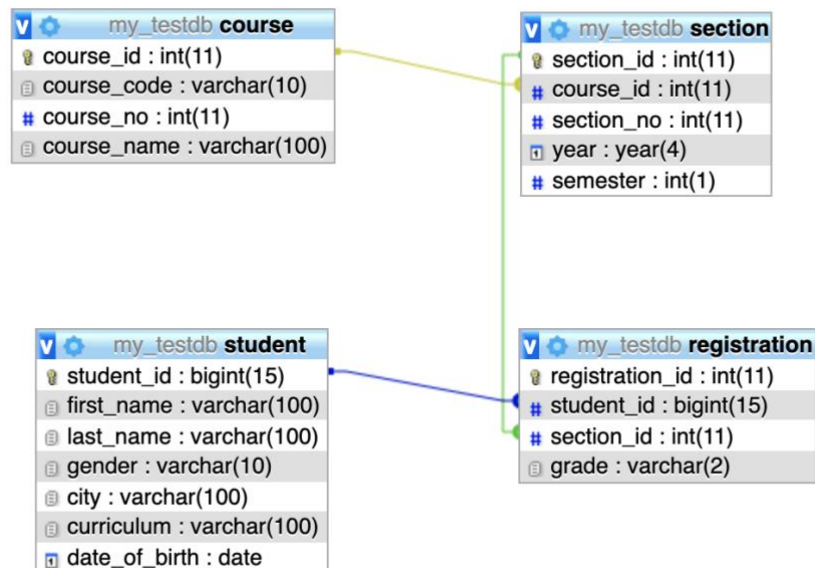 my_testdb course
course_id : int(11)
course_code : varchar(10)
course_no : int(11)
course_name : varchar(100)
my_testdb section
section_id : int(11)
course_id : int(11)
section_no : int(11)
year : year(4)
semester : int(1)
my_testdb student
student_id : bigint(15)
first_name : varchar(100)
last_name : varchar(100)
gender : varchar(10)
city : varchar(100)
curriculum : varchar(100)
date_of_birth : date
my_testdb registration
registration_id : int(11)
student_id : bigint(15)
section_id : int(11)
grade : varchar(2)